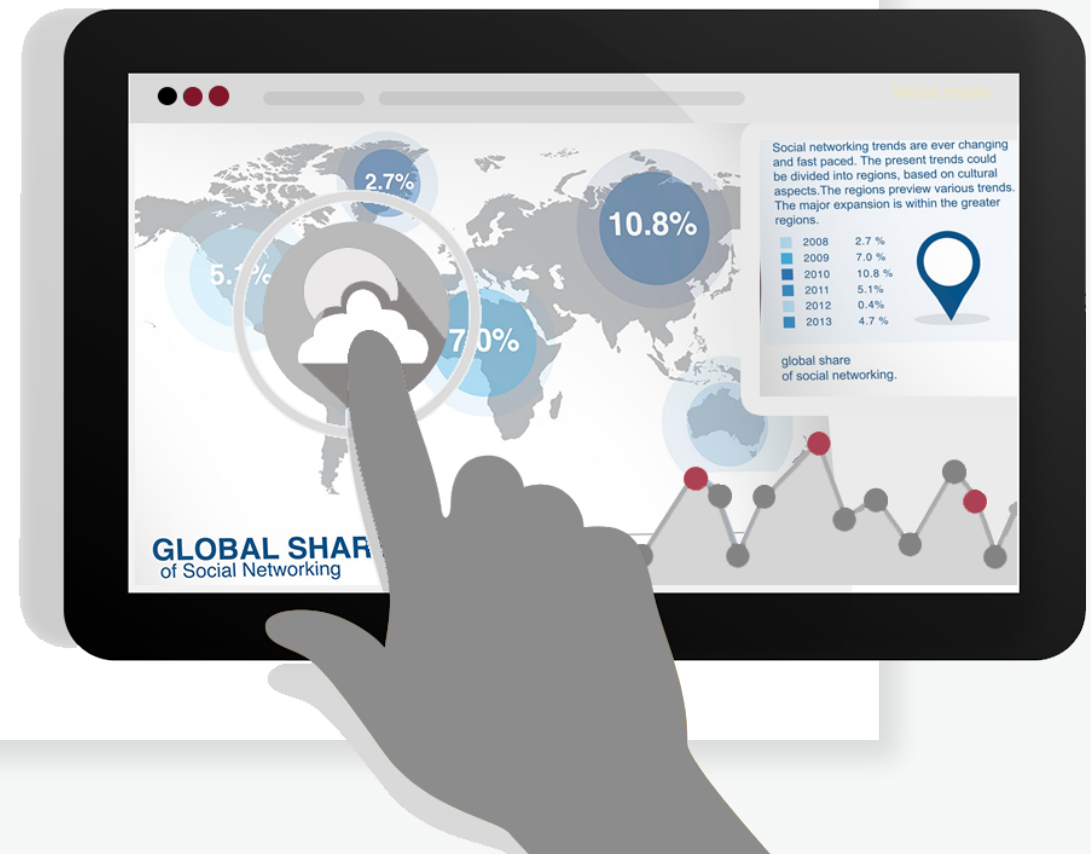 Social networking trends are ever changing
and fast paced. The present trends could
be divided into regions, based on cultural
aspects.The regions preview various trends.
The major expansion is within the greater
regions.
2008 2.7 %
2009 7.0 %
2010 10.8 %
2011 5.1%
2012 0.4%
2013 4.7 %
global share
of social networking.
2.7%
10.8%
5.1%
7.0%
GLOBAL SHAR
of Social Networking